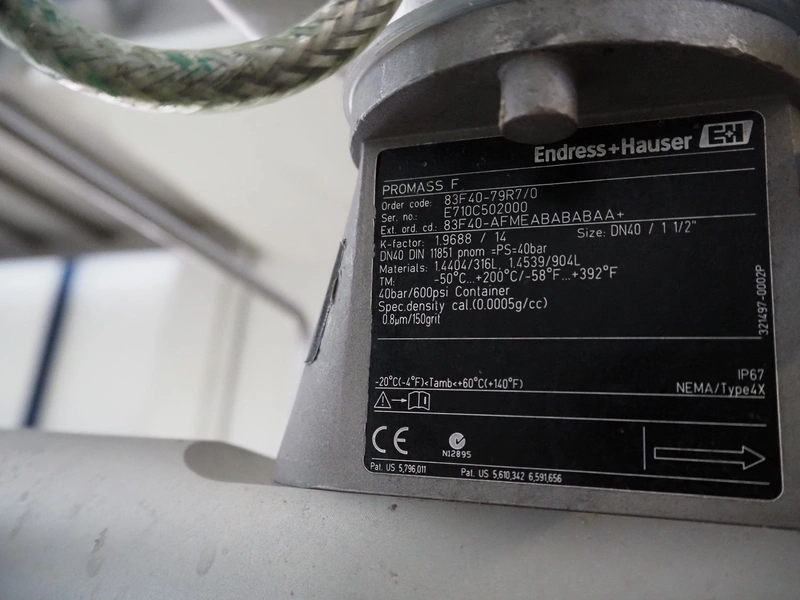 Endress+Hauser E+H
PROMASS F
Order code: 83F40-79R7/0
Ser. no.: E710C502000
Ext. ord. cd.: 83F40-AFMEABABABAA+
K-factor: 1.9688 / 14 Size: DN40 / 1 1/2"
DN40 DIN 11851 pnom =PS=40bar
Materials: 1.4404/316L, 1.4539/904L
TM: -50°C...+200°C/-58°F...+392°F
40bar/600psi Container
Spec.density cal.(0.0005g/cc)
0.8µm/150grit
321497-0002P
-20°C(-4°F)<Tamb<+60°C(+140°F)
IP67
NEMA/Type4X
CE
N12895
Pat. US 5,796,011 Pat. US 5,610,342 6,591,656